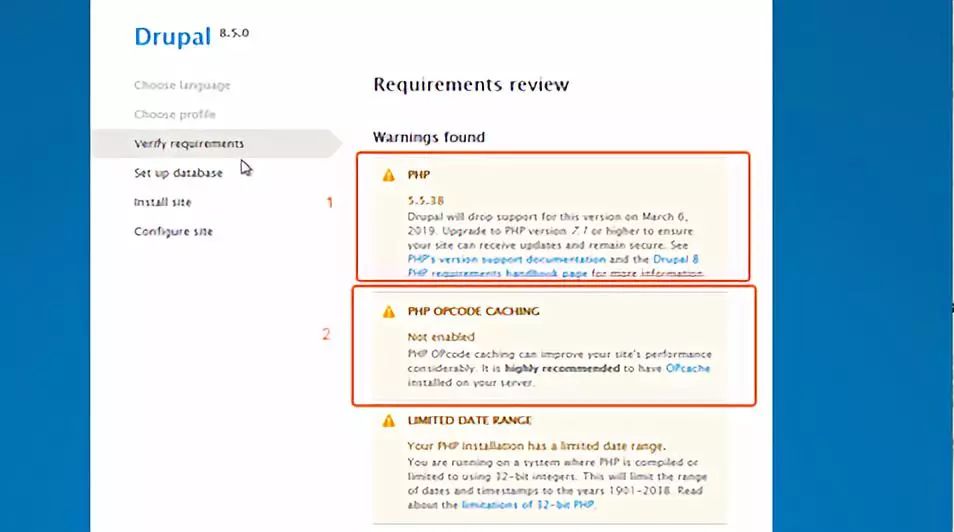 Drupal 8.5.0
Choose language
Choose profile
Verify requirements
Set up database
Install site
Configure site
1
2
Requirements review
Warnings found
PHP
5.5.38
Drupal will drop support for this version on March 6,
2019. Upgrade to PHP version 7.1 or higher to ensure
your site can receive updates and remain secure. See
PHP's version support documentation and the Drupal 8
PHP requirements handbook page for more information.
PHP OPCODE CACHING
Not enabled
PHP OPcode caching can improve your site's performance
considerably. It is highly recommended to have OPcache
installed on your server.
LIMITED DATE RANGE
Your PHP installation has a limited date range.
You are running on a system where PHP is compiled or
limited to using 32-bit integers. This will limit the range
of dates and timestamps to the years 1901-2038. Read
about the limitations of 32-bit PHP.